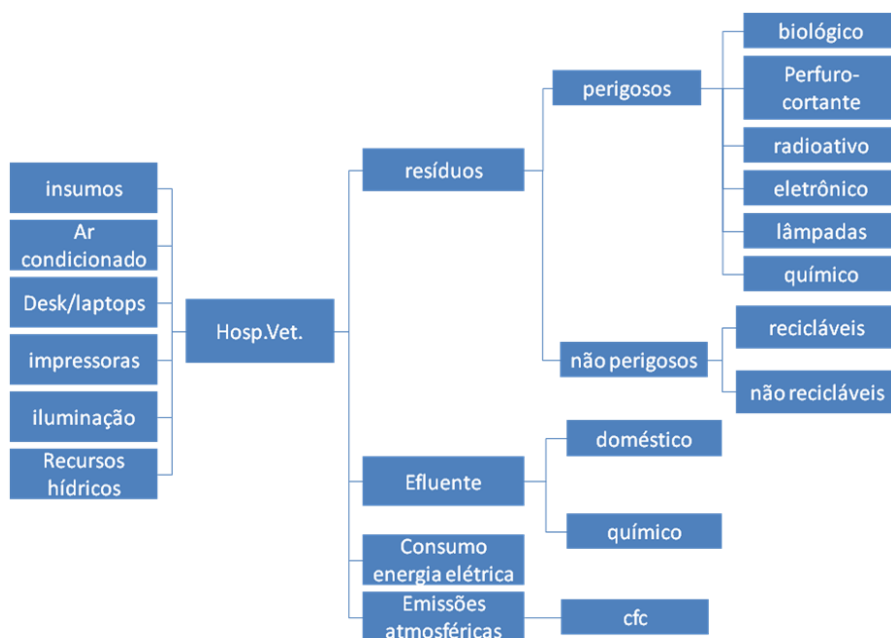 insumos
Ar
condicionado
Desk/laptops
impressoras
iluminação
Recursos
hídricos
Hosp.Vet.
resíduos
perigosos
biológico
Perfuro-
cortante
radioativo
eletrônico
lâmpadas
químico
não perigosos
recicláveis
não recicláveis
Efluente
doméstico
químico
Consumo
energia elétrica
Emissões
atmosféricas
cfc